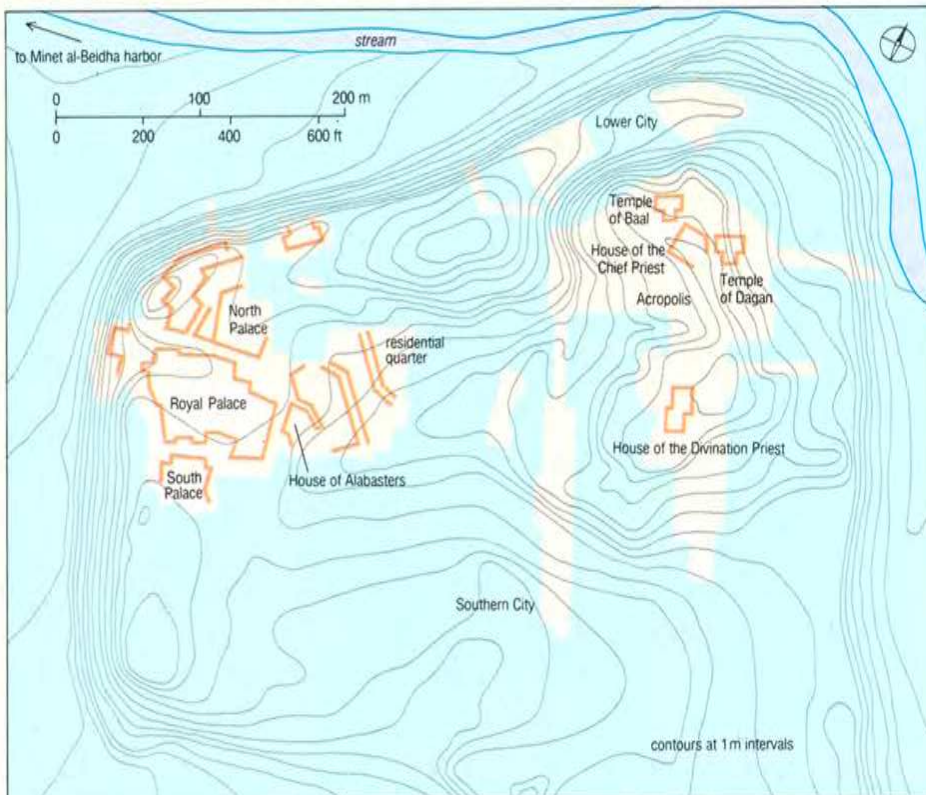 stream
to Minet al-Beidha harbor
0 100 200 m
0 200 400 600 ft
Lower City
Temple
of Baal
House of the
Chief Priest
Temple
of Dagan
Acropolis
North
Palace
residential
quarter
Royal Palace
House of the Divination Priest
House of Alabasters
South
Palace
Southern City
contours at 1m intervals